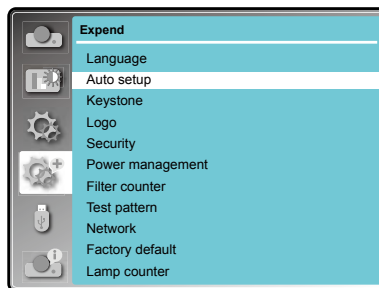 Expend
Language
Auto setup
Keystone
Logo
Security
Power management
Filter counter
Test pattern
Network
Factory default
Lamp counter